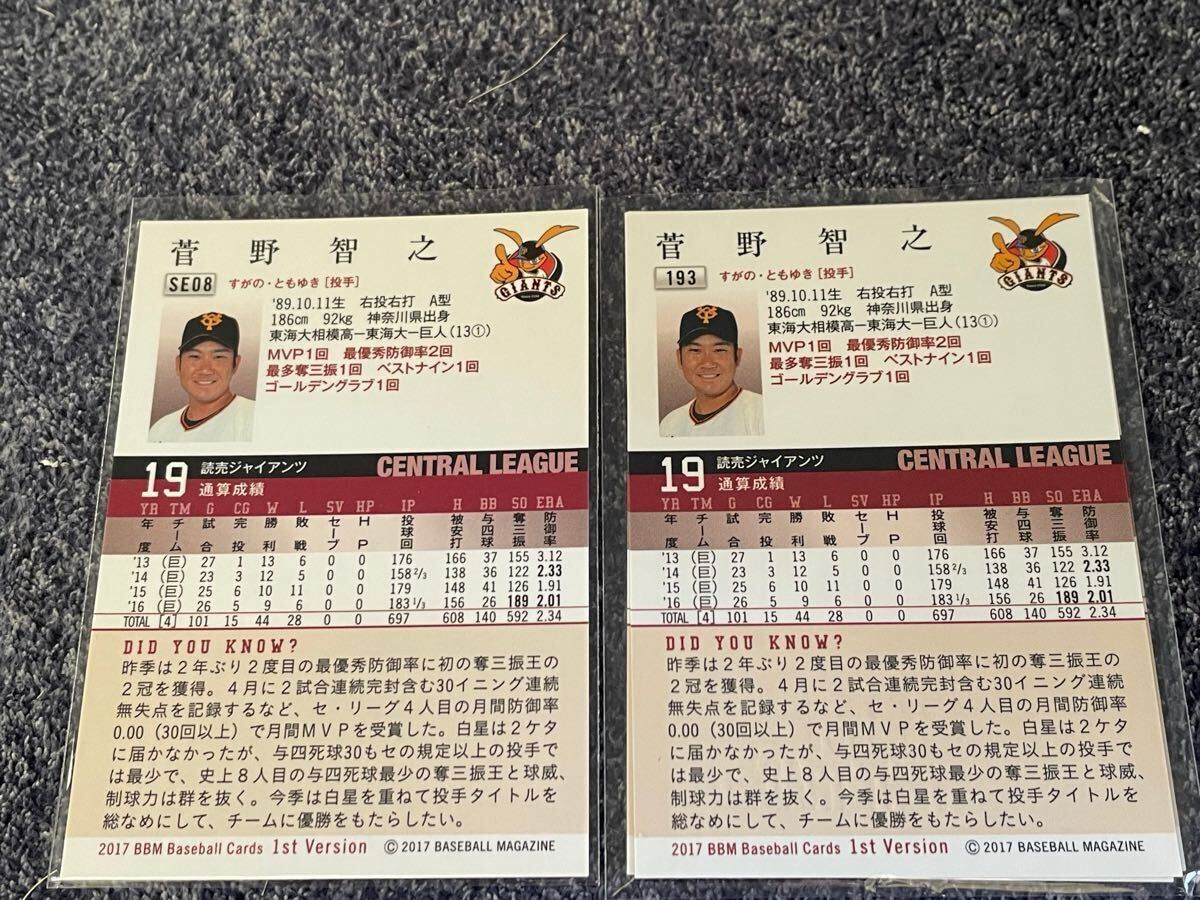 菅野智之
SE08 すがの・ともゆき [投手]
'89.10.11生 右投右打 A型
186cm 92kg 神奈川県出身
東海大相模高ー東海大ー巨人(13①)
MVP1回 最優秀防御率2回
最多奪三振1回 ベストナイン1回
ゴールデングラブ1回
GIANTS
19 読売ジャイアンツ CENTRAL LEAGUE
通算成績
YR TM G CG W L SV HP IP H BB SO ERA
年度 チーム 試合 完投 勝利 敗戦 セーブ HP 投球回 被安打 与四球 奪三振 防御率
'13 (巨) 27 1 13 6 0 0 176 166 37 155 3.12
'14 (巨) 23 3 12 5 0 0 158 2/3 138 36 122 2.33
'15 (巨) 25 6 10 11 0 0 179 148 41 126 1.91
'16 (巨) 26 5 9 6 0 0 183 1/3 156 26 189 2.01
TOTAL [4] 101 15 44 28 0 0 697 608 140 592 2.34
DID YOU KNOW?
昨季は2年ぶり2度目の最優秀防御率に初の奪三振王の
2冠を獲得。4月に2試合連続完封含む30イニング連続
無失点を記録するなど、セ・リーグ4人目の月間防御率
0.00(30回以上)で月間MVPを受賞した。白星は2ケタ
に届かなかったが、与四死球30もセの規定以上の投手で
は最少で、史上8人目の与四死球最少の奪三振王と球威、
制球力は群を抜く。今季は白星を重ねて投手タイトルを
総なめにして、チームに優勝をもたらしたい。
2017 BBM Baseball Cards 1st Version © 2017 BASEBALL MAGAZINE
菅野智之
193 すがの・ともゆき [投手]
'89.10.11生 右投右打 A型
186cm 92kg 神奈川県出身
東海大相模高ー東海大ー巨人(13①)
MVP1回 最優秀防御率2回
最多奪三振1回 ベストナイン1回
ゴールデングラブ1回
GIANTS
19 読売ジャイアンツ CENTRAL LEAGUE
通算成績
YR TM G CG W L SV HP IP H BB SO ERA
年度 チーム 試合 完投 勝利 敗戦 セーブ HP 投球回 被安打 与四球 奪三振 防御率
'13 (巨) 27 1 13 6 0 0 176 166 37 155 3.12
'14 (巨) 23 3 12 5 0 0 158 2/3 138 36 122 2.33
'15 (巨) 25 6 10 11 0 0 179 148 41 126 1.91
'16 (巨) 26 5 9 6 0 0 183 1/3 156 26 189 2.01
TOTAL [4] 101 15 44 28 0 0 697 608 140 592 2.34
DID YOU KNOW?
昨季は2年ぶり2度目の最優秀防御率に初の奪三振王の
2冠を獲得。4月に2試合連続完封含む30イニング連続
無失点を記録するなど、セ・リーグ4人目の月間防御率
0.00(30回以上)で月間MVPを受賞した。白星は2ケタ
に届かなかったが、与四死球30もセの規定以上の投手で
は最少で、史上8人目の与四死球最少の奪三振王と球威、
制球力は群を抜く。今季は白星を重ねて投手タイトルを
総なめにして、チームに優勝をもたらしたい。
2017 BBM Baseball Cards 1st Version © 2017 BASEBALL MAGAZINE